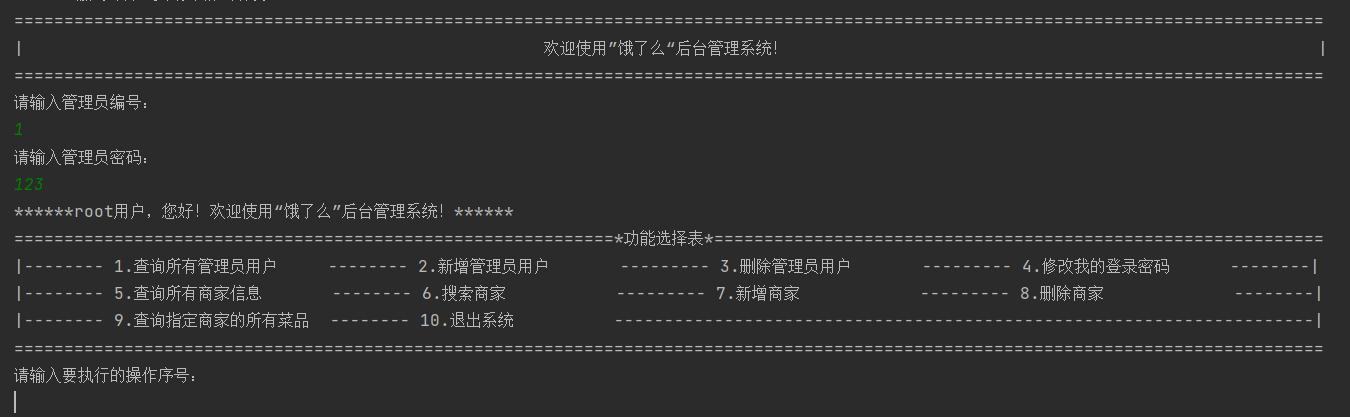 ====================================================================================================================================
| 欢迎使用”饿了么“后台管理系统! |
====================================================================================================================================
请输入管理员编号:
1
请输入管理员密码:
123
******root用户，您好！欢迎使用“饿了么”后台管理系统！******
============================================================*功能选择表*=============================================================
|-------- 1.查询所有管理员用户 -------- 2.新增管理员用户 --------- 3.删除管理员用户 --------- 4.修改我的登录密码 --------|
|-------- 5.查询所有商家信息 -------- 6.搜索商家 --------- 7.新增商家 --------- 8.删除商家 --------|
|-------- 9.查询指定商家的所有菜品 -------- 10.退出系统 ---------------------------------------------------------------------|
====================================================================================================================================
请输入要执行的操作序号: